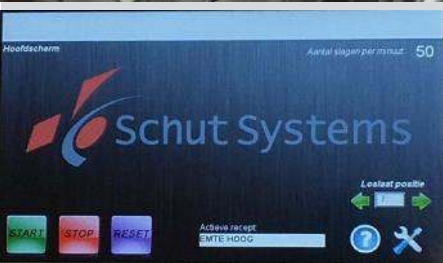 Hoofdscherm
Aantal slagen per minuut 50
Schut Systems
Loslaat positie
START STOP RESET
Actieve recept
EMTE HOOG
?